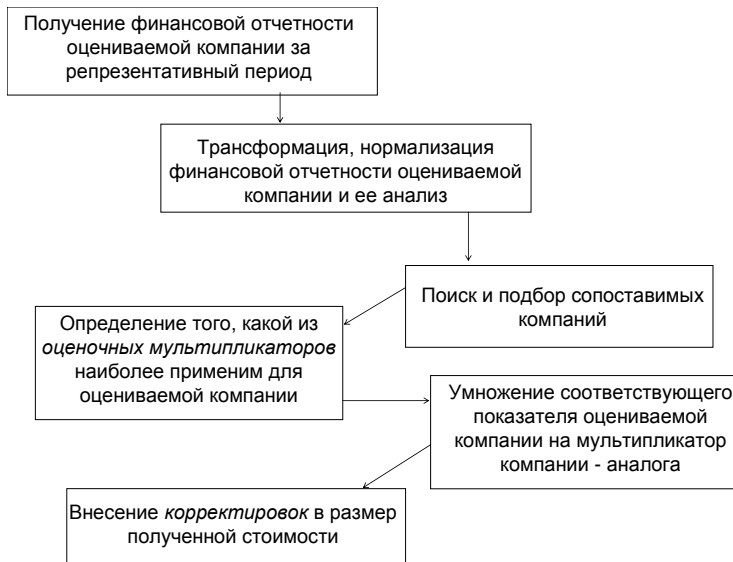 Получение финансовой отчетности
оцениваемой компании за
репрезентативный период
Трансформация, нормализация
финансовой отчетности оцениваемой
компании и ее анализ
Поиск и подбор сопоставимых
компаний
Определение того, какой из
оценочных мультипликаторов
наиболее применим для
оцениваемой компании
Умножение соответствующего
показателя оцениваемой
компании на мультипликатор
компании - аналога
Внесение корректировок в размер
полученной стоимости